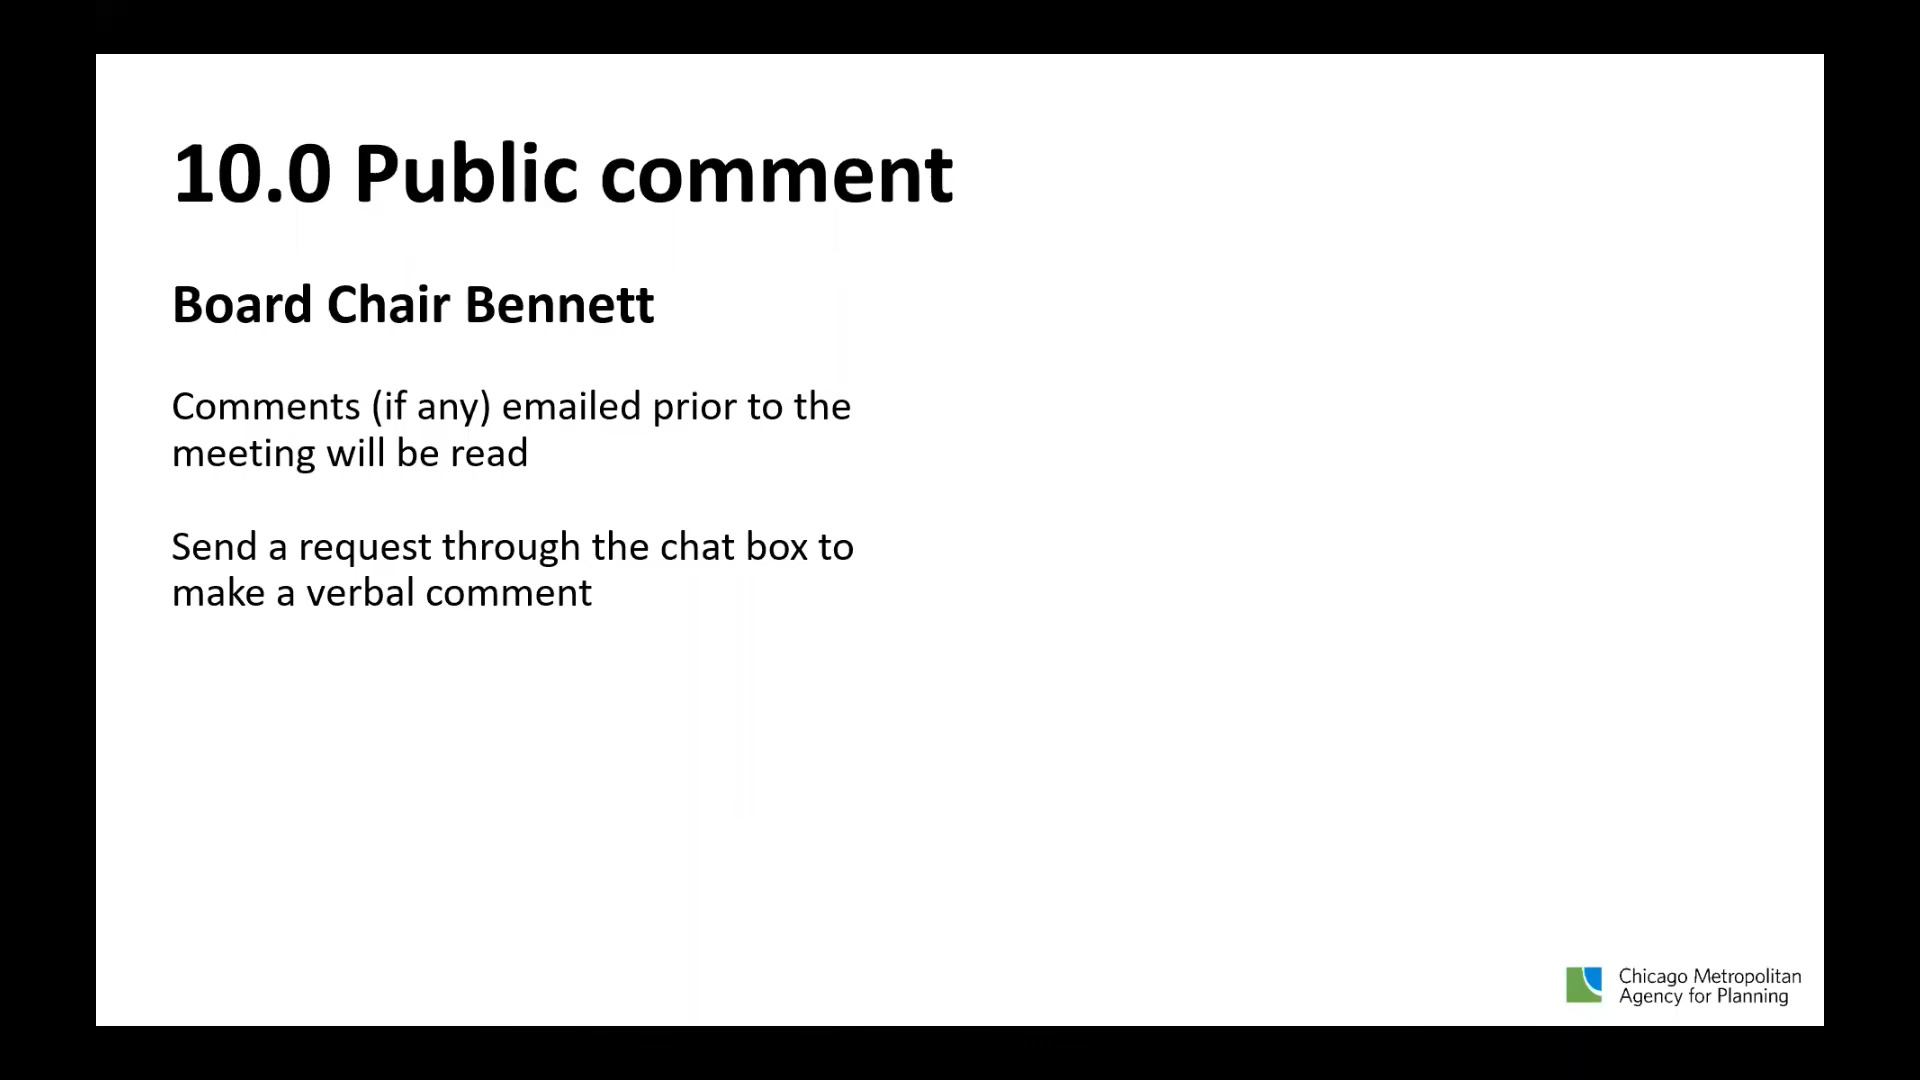 10.0 Public comment
Board Chair Bennett
Comments (if any) emailed prior to the
meeting will be read
Send a request through the chat box to
make a verbal comment
Chicago Metropolitan
Agency for Planning